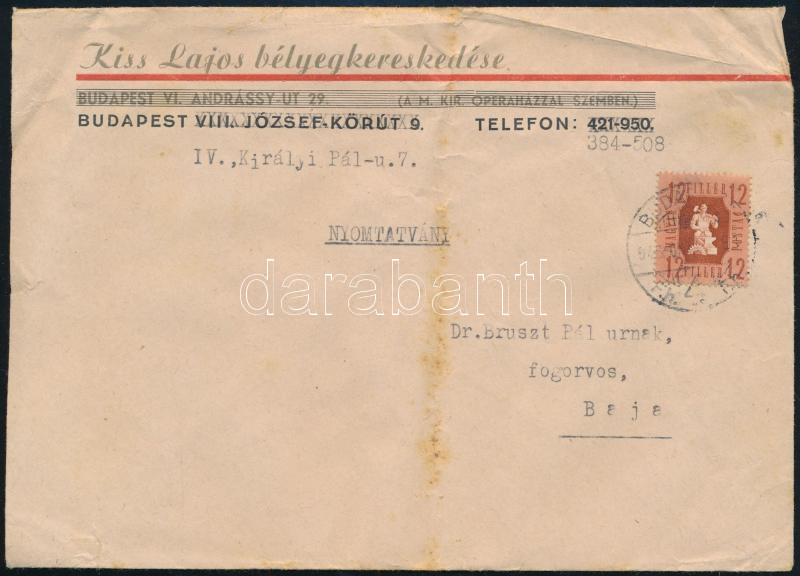 Kiss Lajos bélyegkereskedése
BUDAPEST VI. ANDRÁSSY-UT 29. (A M. KIR. OPERAHÁZZAL SZEMBEN.)
BUDAPEST VIII. JÓZSEF-KÖRÚT 9. TELEFON: 421-950.
384-508
IV.,Királyi Pál-u.7.
12 FILLÉR 12
12 FILLÉR 12
NYOMTATVÁNY
darabanth
Dr.Bruszt Pál urnak,
fogorvos,
B a j a